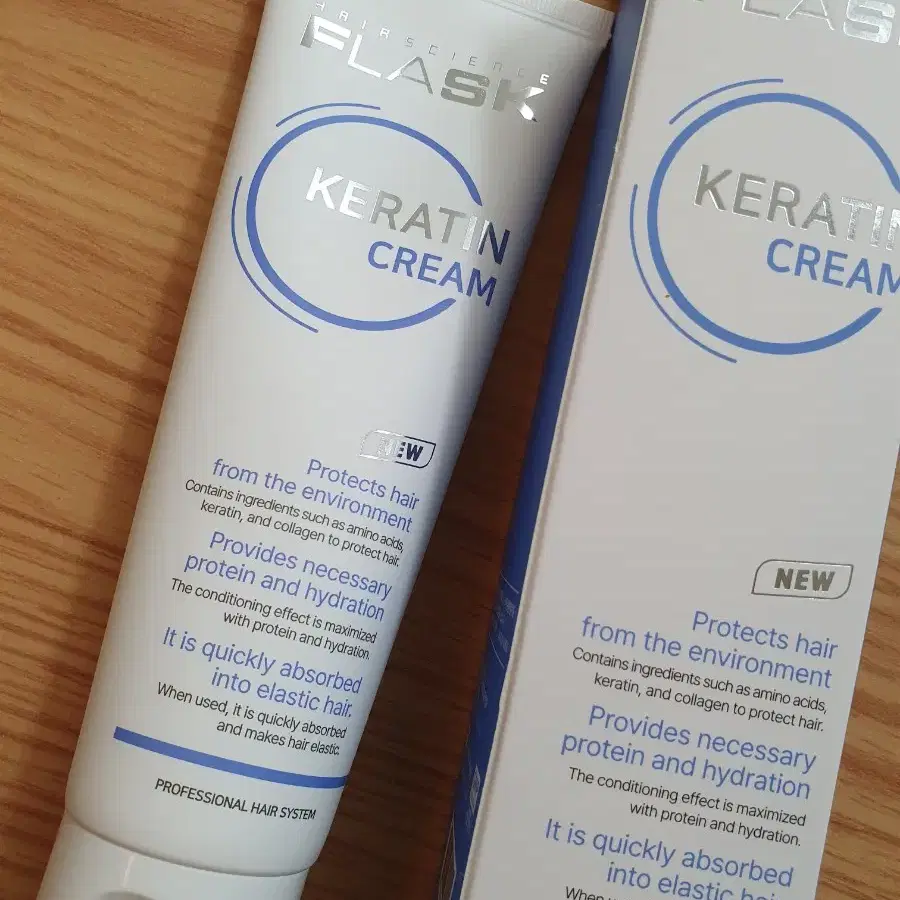 HAIR SCIENCE
FLASK
KERATIN
CREAM
NEW
Protects hair
from the environment
Contains ingredients such as amino acids,
keratin, and collagen to protect hair.
Provides necessary
protein and hydration
The conditioning effect is maximized
with protein and hydration.
It is quickly absorbed
into elastic hair.
When used, it is quickly absorbed
and makes hair elastic.
PROFESSIONAL HAIR SYSTEM
FLAS
KERATIN
CREAM
NEW
Protects hair
from the environment
Contains ingredients such as amino acids,
keratin, and collagen to protect hair.
Provides necessary
protein and hydration
The conditioning effect is maximized
with protein and hydration.
It is quickly absorbed
into elastic hair.
When